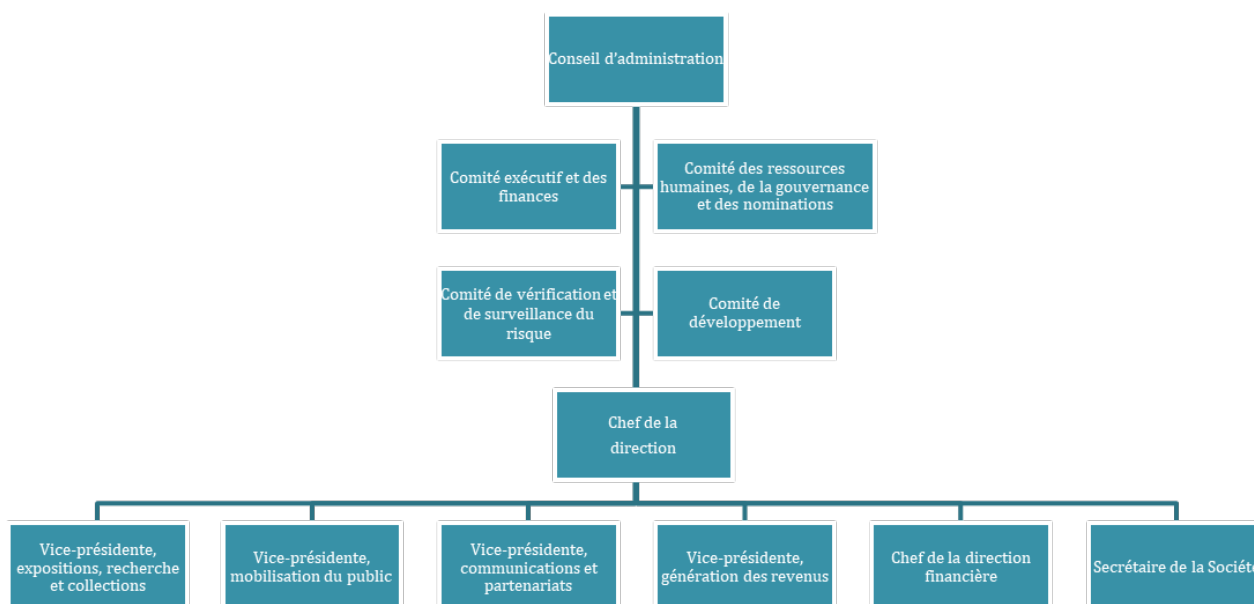 Conseil d'administration
Comité exécutif et des
finances
Comité des ressources
humaines, de la gouvernance
et des nominations
Comité de vérification et
de surveillance du
risque
Comité de
développement
Chef de la
direction
Vice-présidente,
expositions, recherche
et collections
Vice-présidente,
mobilisation du public
Vice-présidente,
communications et
partenariats
Vice-présidente,
génération des revenus
Chef de la direction
financière
Secrétaire de la Société